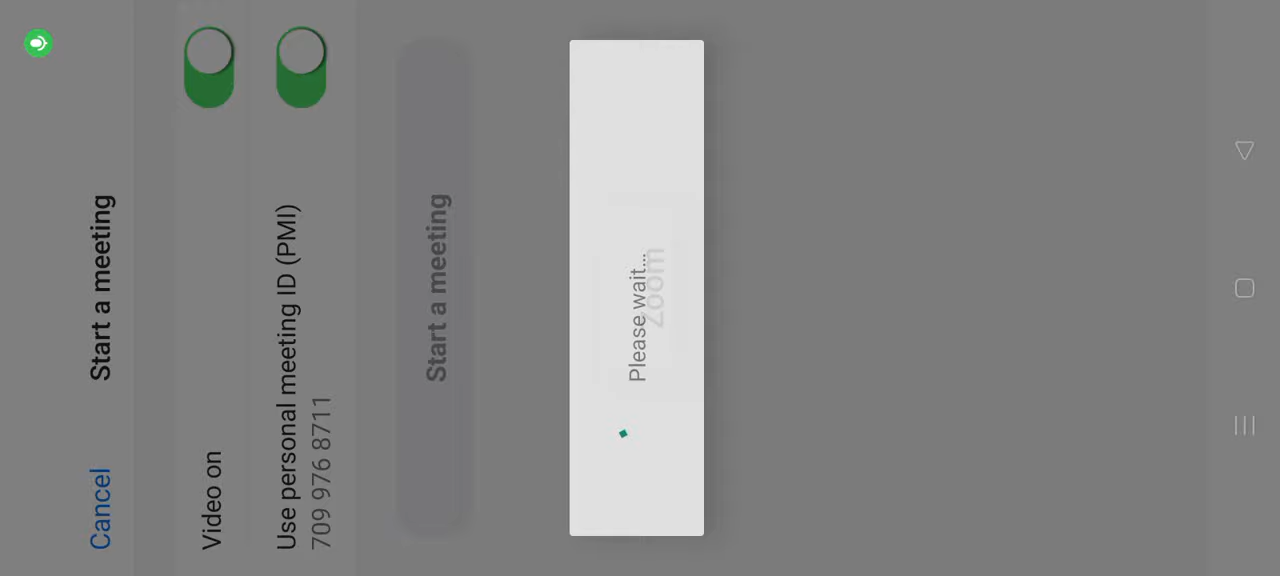 Cancel
Start a meeting
Video on
Use personal meeting ID (PMI)
709 976 8711
Start a meeting
Please wait...
Zoom